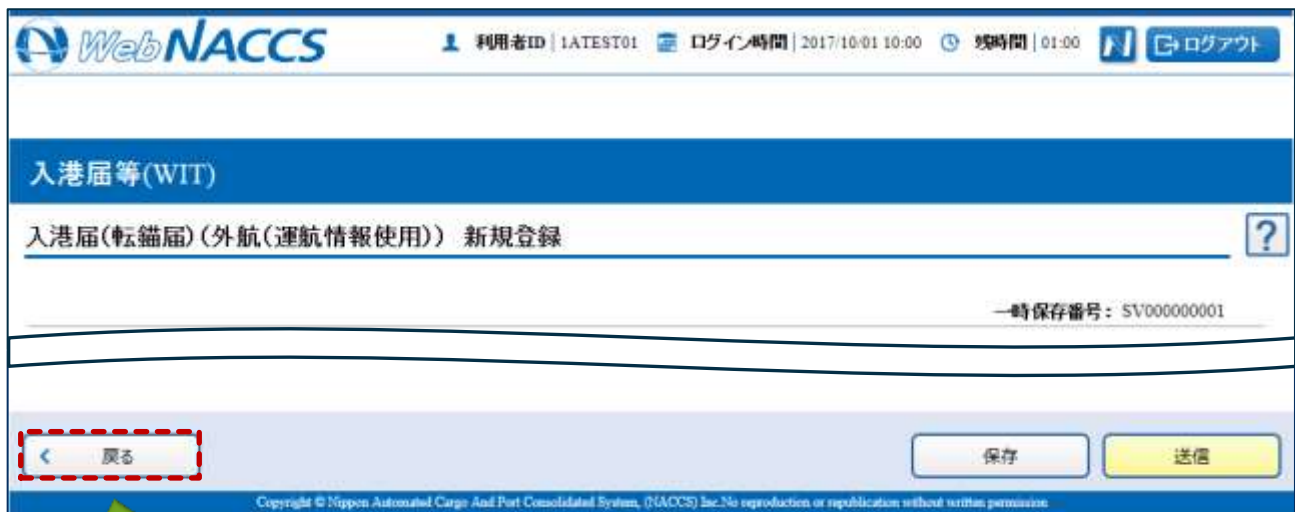 WebNACCS
利用者ID | 1ATEST01 ログイン時間 | 2017/10/01 10:00 残時間 | 01:00 ログアウト
入港届等(WIT)
入港届(転錨届)(外航(運航情報使用)) 新規登録 ?
一時保存番号: SV000000001
戻る 保存 送信
Copyright © Nippon Automated Cargo And Port Consolidated System, (NACCS) Inc.No reproduction or republication without written permission